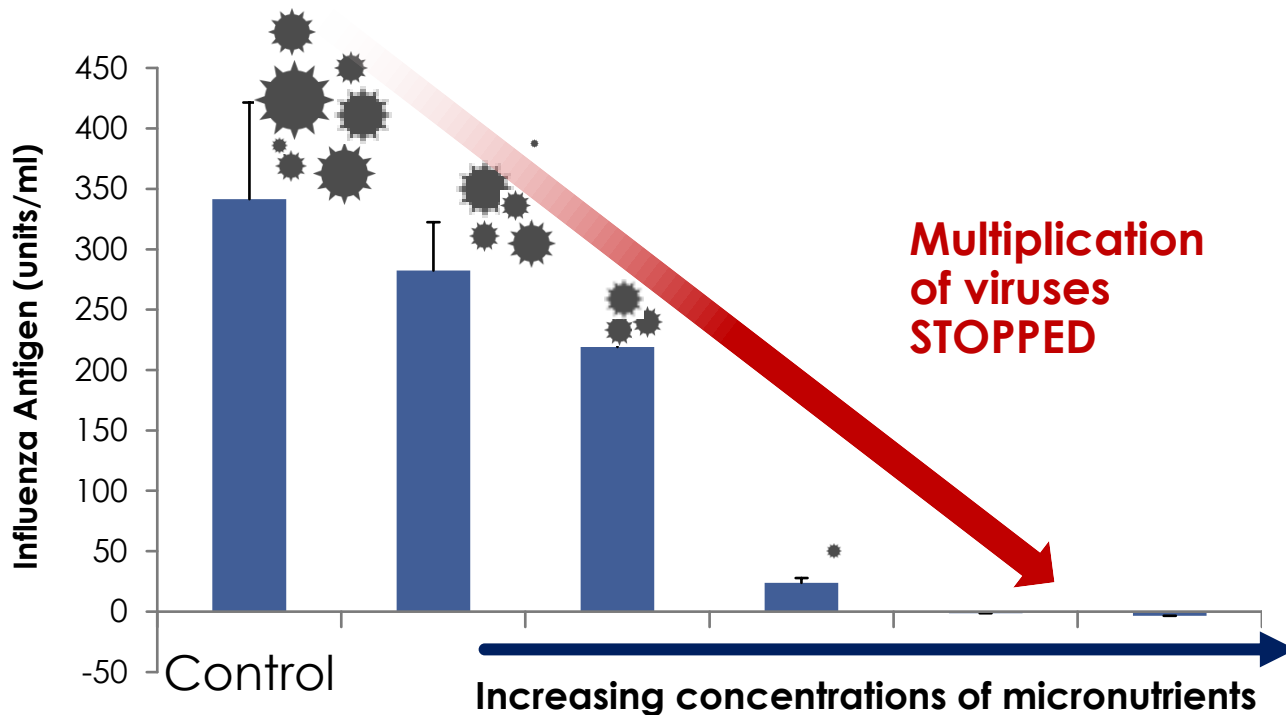 Influenza Antigen (units/ml)
450
400
350
300
250
200
150
100
50
0
-50
Multiplication
of viruses
STOPPED
Control
Increasing concentrations of micronutrients